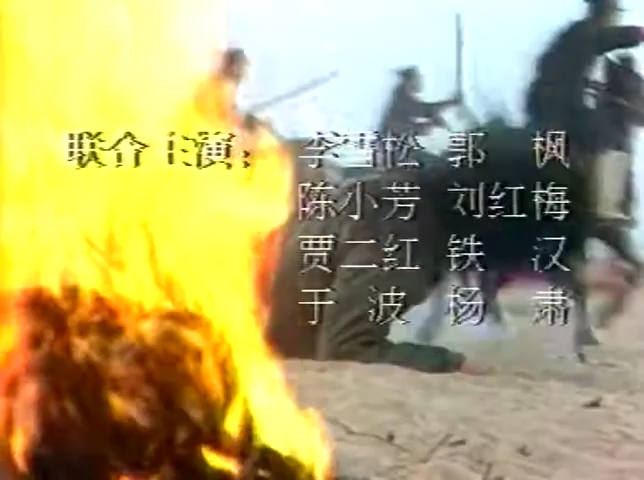 联合主演：李雪松 郭 枫
陈小芳 刘红梅
贾二红 铁 汉
于 波 杨 肃